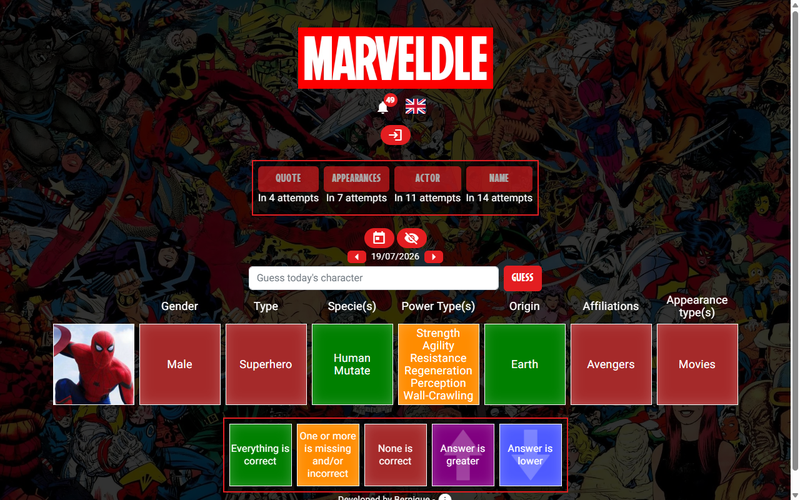 MARVELDLE
49
QUOTE APPEARANCES ACTOR NAME
In 4 attempts In 7 attempts In 11 attempts In 14 attempts
19/07/2026
Guess today's character GUESS
Gender Type Specie(s) Power Type(s) Origin Affiliations Appearance
type(s)
Male
Superhero
Human
Mutate
Strength
Agility
Resistance
Regeneration
Perception
Wall-Crawling
Earth
Avengers
Movies
Everything is
correct
One or more
is missing
and/or
incorrect
None is
correct
Answer is
greater
Answer is
lower
Developed by Bernique -